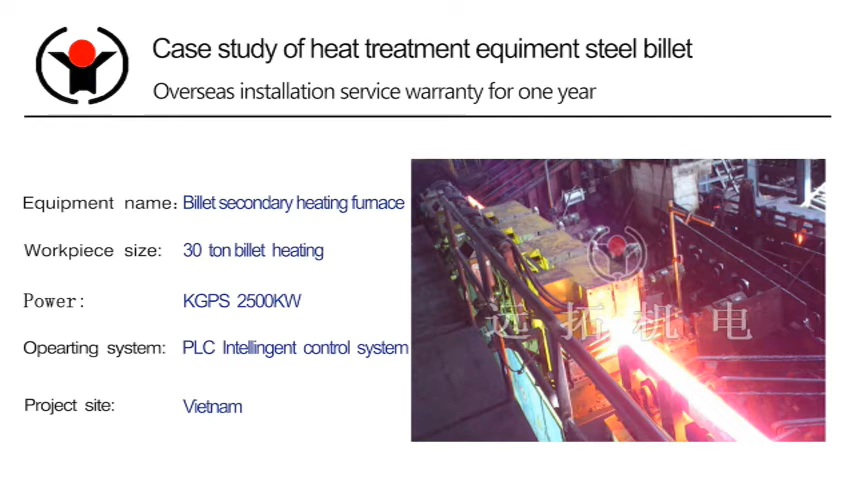 Case study of heat treatment equiment steel billet
Overseas installation service warranty for one year
Equipment name: Billet secondary heating furnace
Workpiece size: 30 ton billet heating
Power: KGPS 2500KW
Opearting system: PLC Intellingent control system
Project site: Vietnam
远拓机电